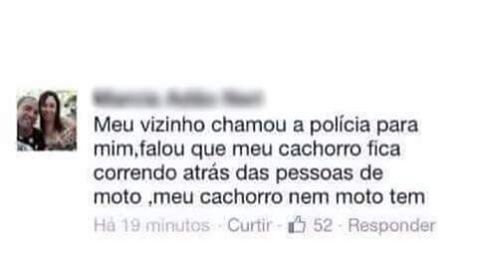 Meu vizinho chamou a polícia para
mim,falou que meu cachorro fica
correndo atrás das pessoas de
moto ,meu cachorro nem moto tem
Há 19 minutos · Curtir · 52 · Responder